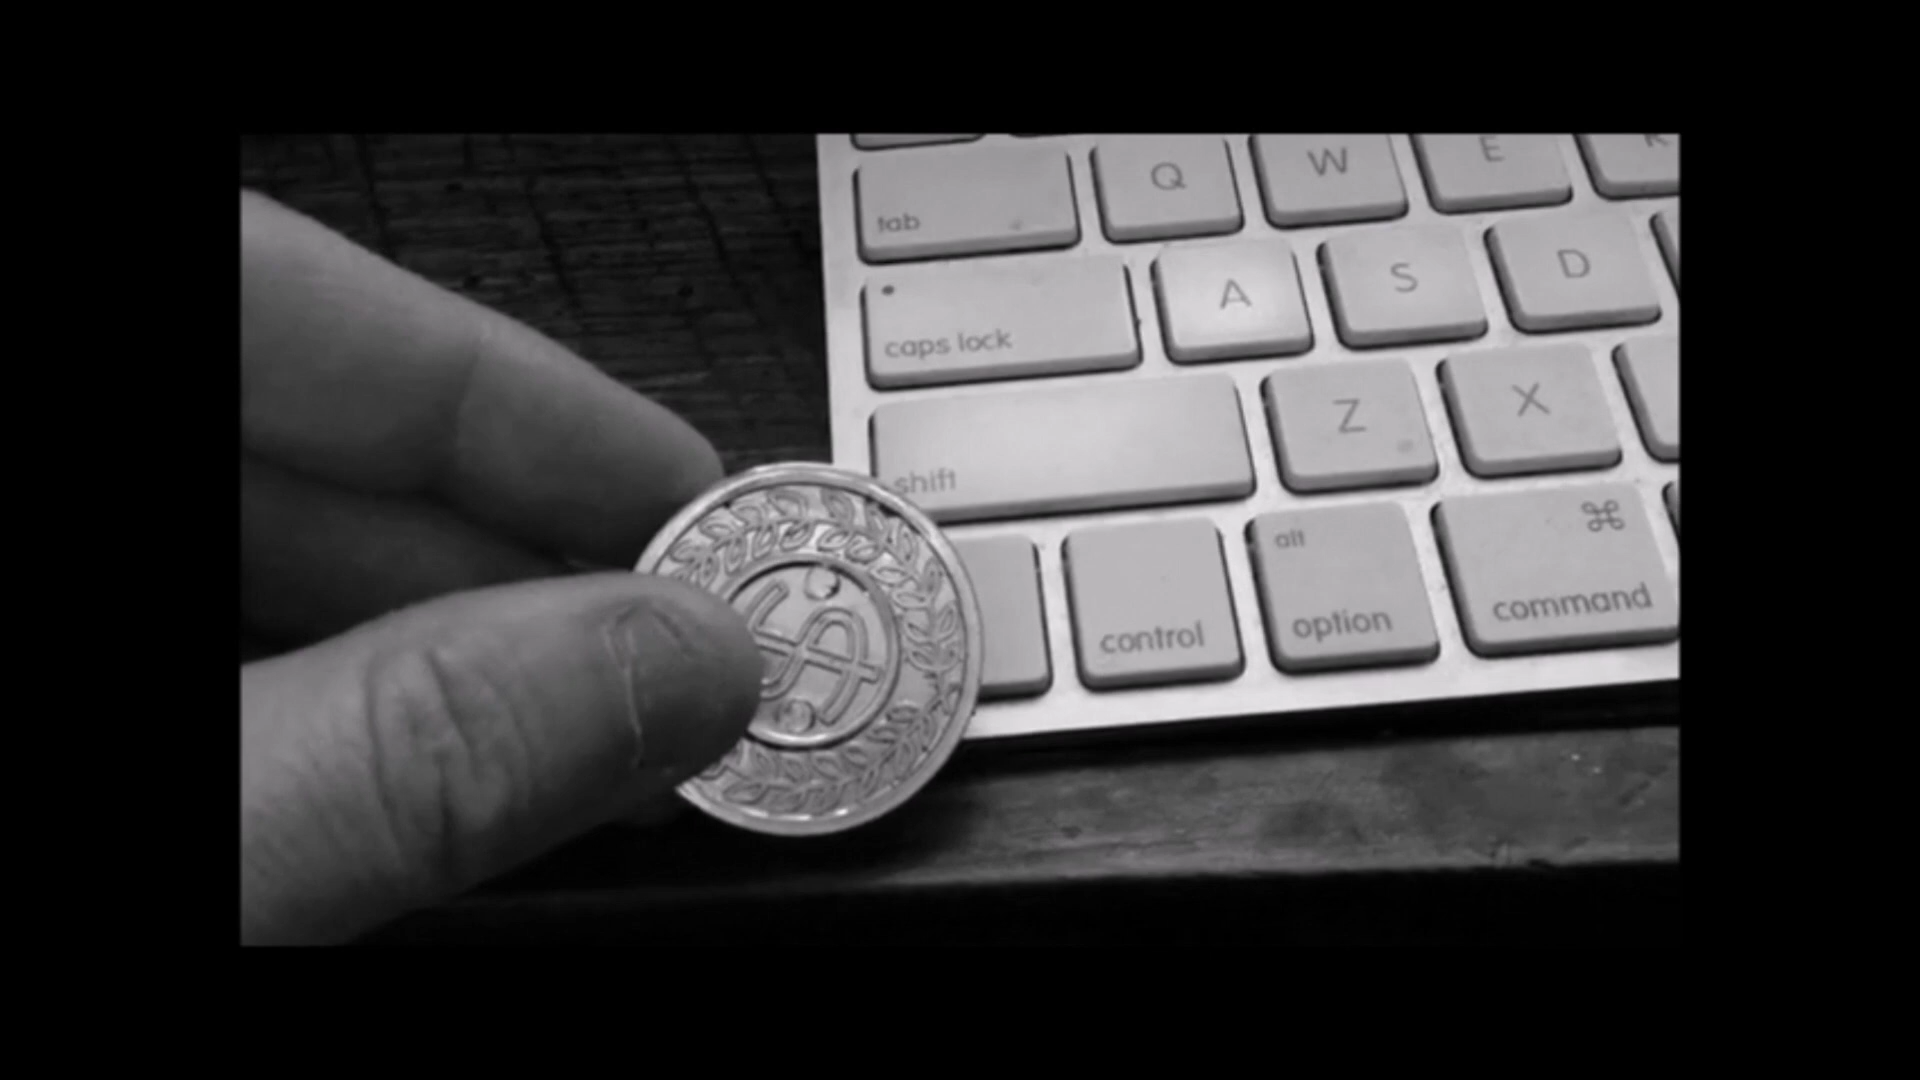 Q W E R
tab
A S D
caps lock
Z X
shift
alt ⌘
control option command
$